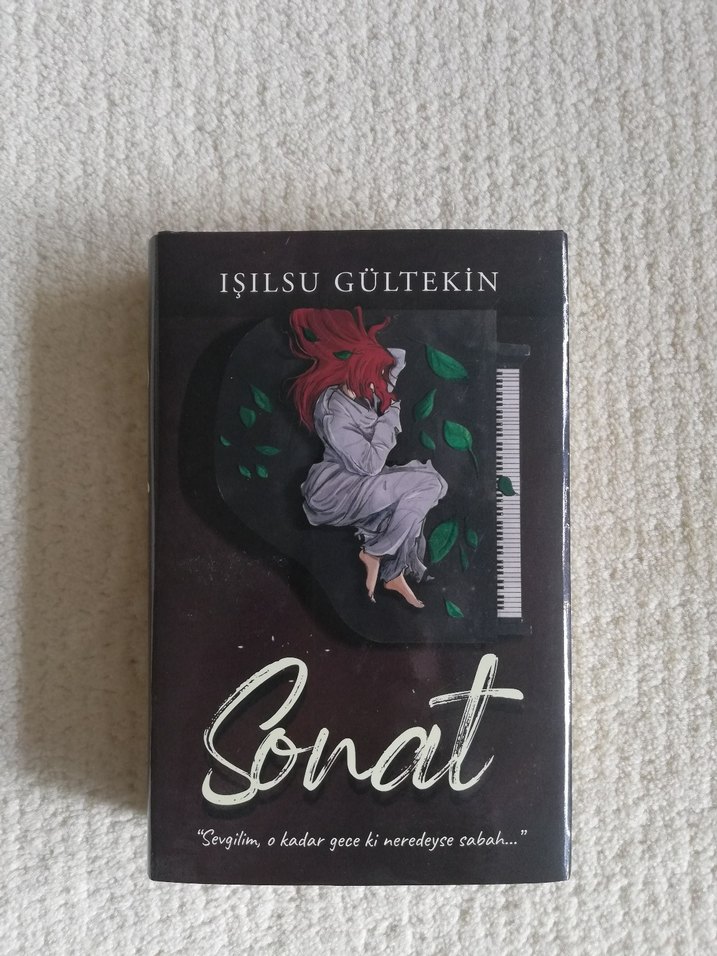 IŞILSU GÜLTEKİN
Sonat
“Sevgilim, o kadar gece ki neredeyse sabah...”